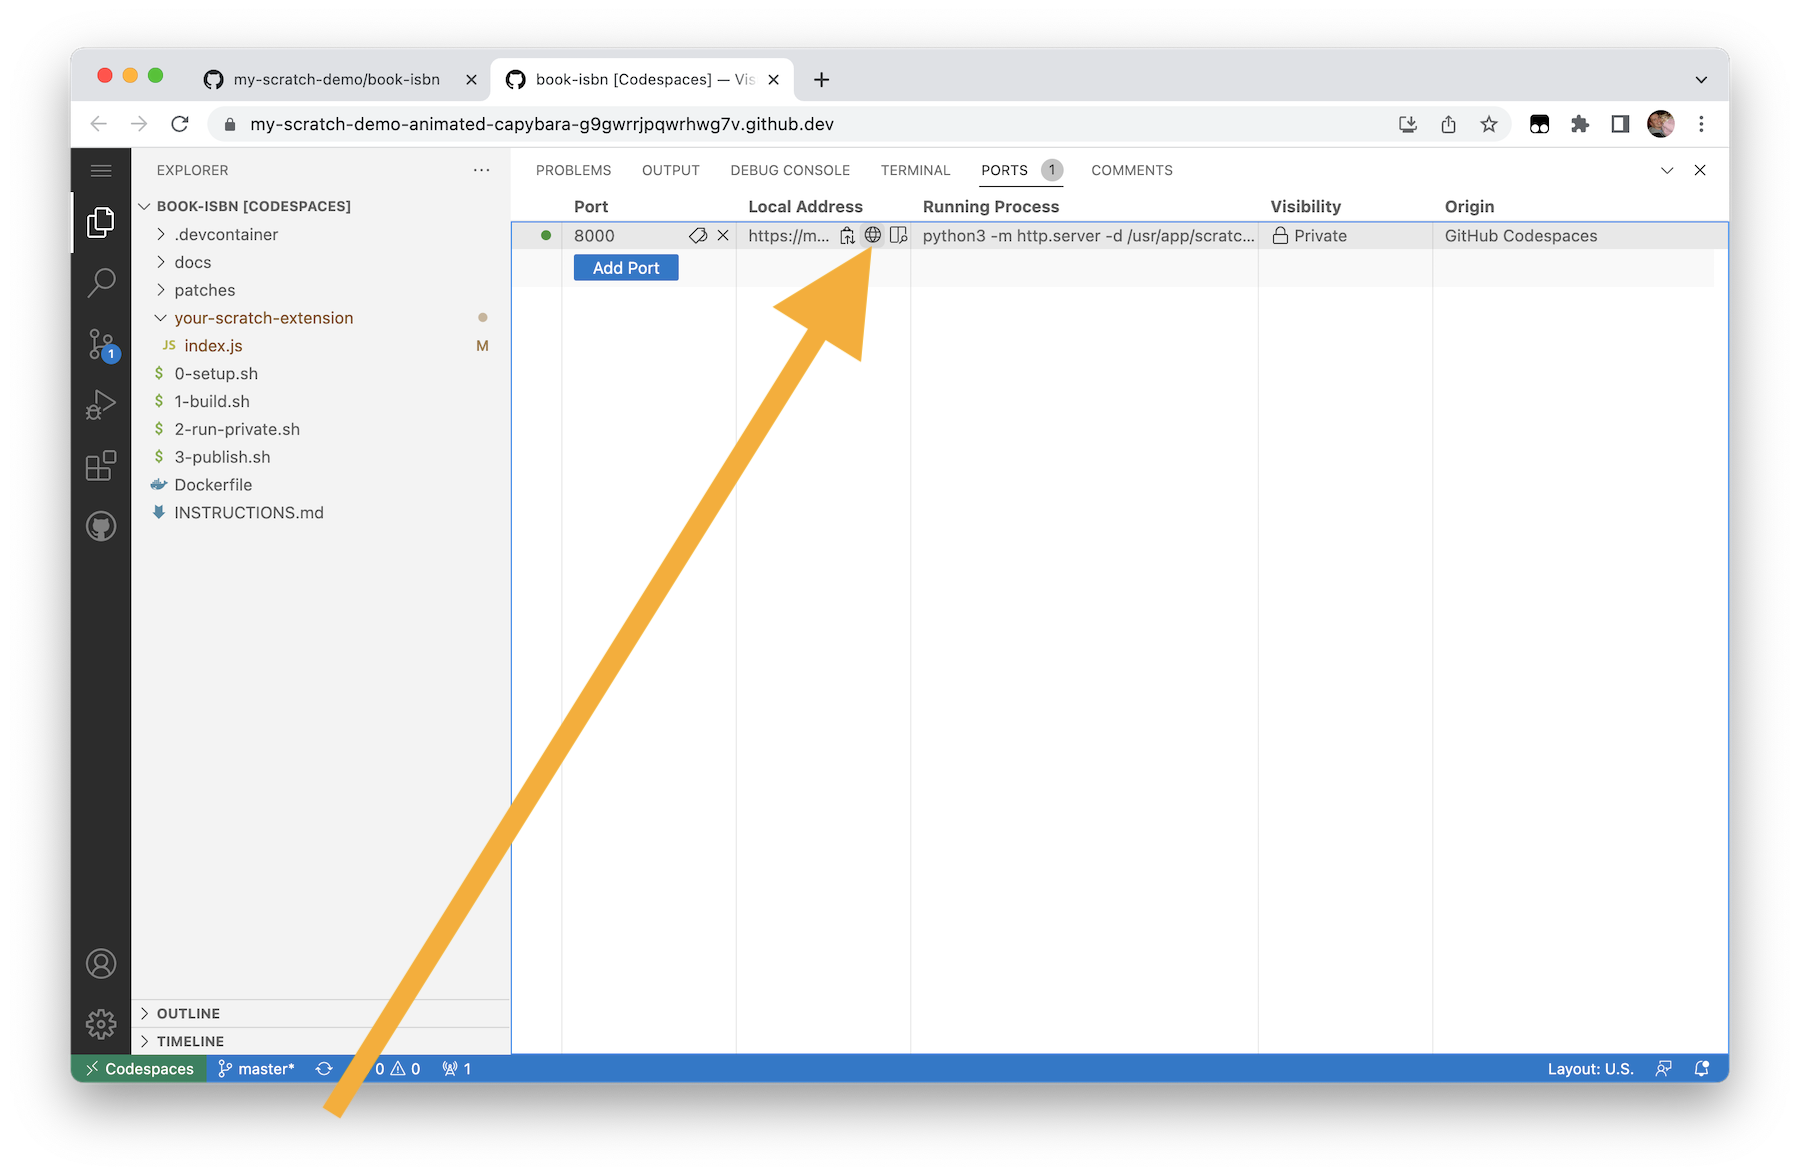 my-scratch-demo/book-isbn
book-isbn [Codespaces] — Vis
my-scratch-demo-animated-capybara-g9gwrrjpqwrhwg7v.github.dev
EXPLORER
BOOK-ISBN [CODESPACES]
.devcontainer
docs
patches
your-scratch-extension
JS index.js M
$ 0-setup.sh
$ 1-build.sh
$ 2-run-private.sh
$ 3-publish.sh
Dockerfile
INSTRUCTIONS.md
1
OUTLINE
TIMELINE
PROBLEMS OUTPUT DEBUG CONSOLE TERMINAL PORTS 1 COMMENTS
Port Local Address Running Process Visibility Origin
8000 https://m... python3 -m http.server -d /usr/app/scratc... Private GitHub Codespaces
Add Port
Codespaces master* 0 0 1 Layout: U.S.